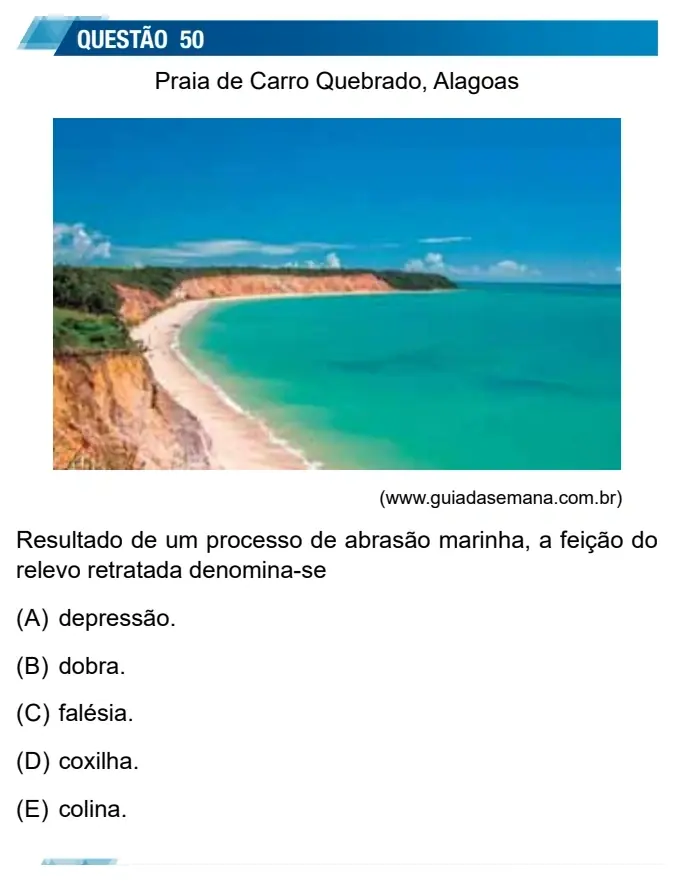 QUESTÃO 50
Praia de Carro Quebrado, Alagoas
(www.guiadasemana.com.br)
Resultado de um processo de abrasão marinha, a feição do
relevo retratada denomina-se
(A) depressão.
(B) dobra.
(C) falésia.
(D) coxilha.
(E) colina.